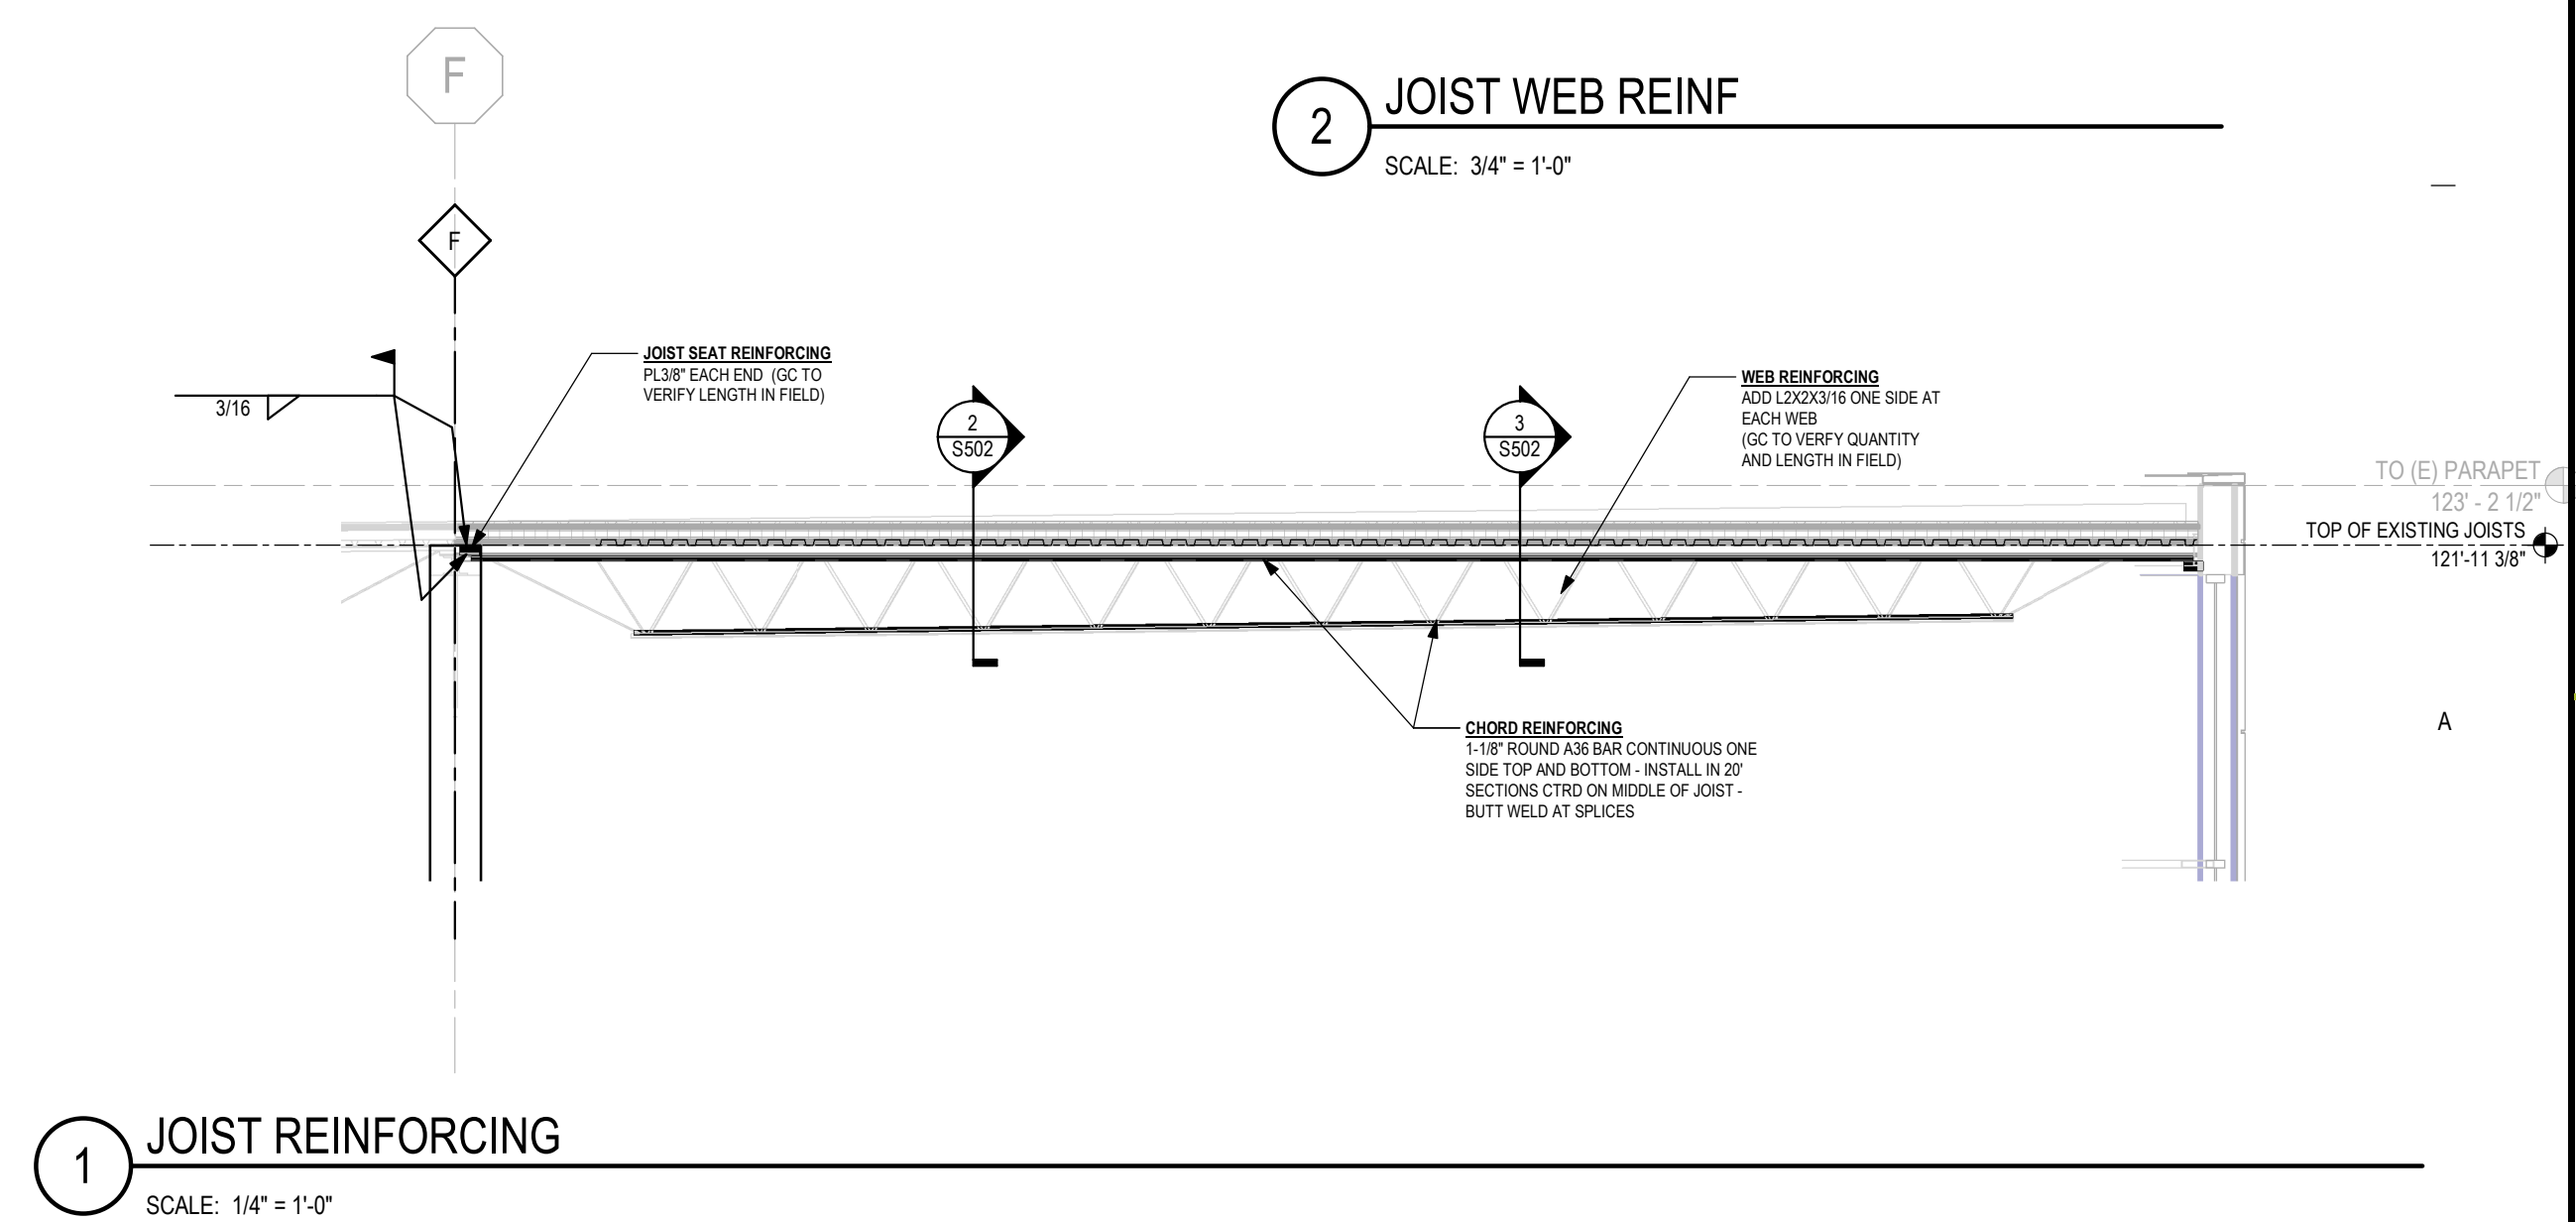 F
2
JOIST WEB REINF
SCALE: 3/4" = 1'-0"
F
JOIST SEAT REINFORCING
PL3/8" EACH END (GC TO
VERIFY LENGTH IN FIELD)
3/16
2
S502
3
S502
WEB REINFORCING
ADD L2X2X3/16 ONE SIDE AT
EACH WEB
(GC TO VERFY QUANTITY
AND LENGTH IN FIELD)
TO (E) PARAPET
123' - 2 1/2"
TOP OF EXISTING JOISTS
121'-11 3/8"
CHORD REINFORCING
1-1/8" ROUND A36 BAR CONTINUOUS ONE
SIDE TOP AND BOTTOM - INSTALL IN 20'
SECTIONS CTRD ON MIDDLE OF JOIST -
BUTT WELD AT SPLICES
A
1
JOIST REINFORCING
SCALE: 1/4" = 1'-0"